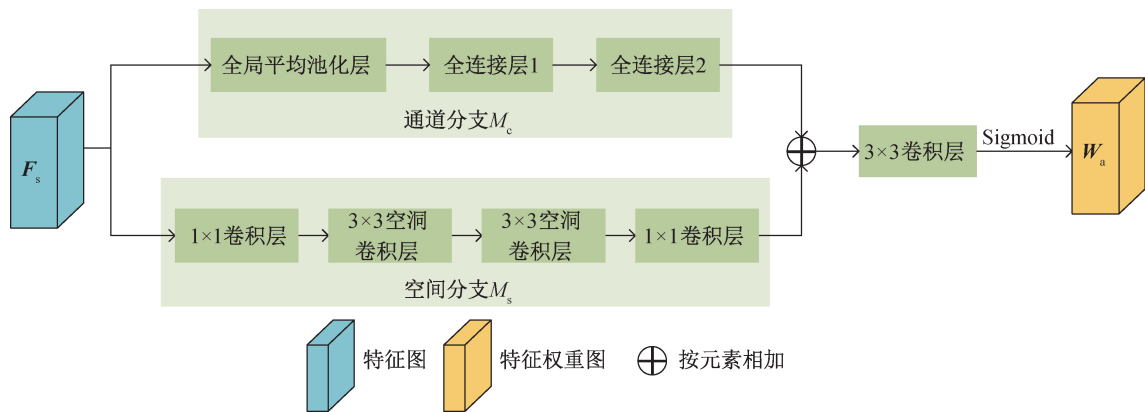 全局平均池化层
全连接层1
全连接层2
通道分支Mc
Fs
3×3卷积层
Sigmoid
Wa
1×1卷积层
3×3空洞
卷积层
3×3空洞
卷积层
1×1卷积层
空间分支Ms
特征图
特征权重图
按元素相加